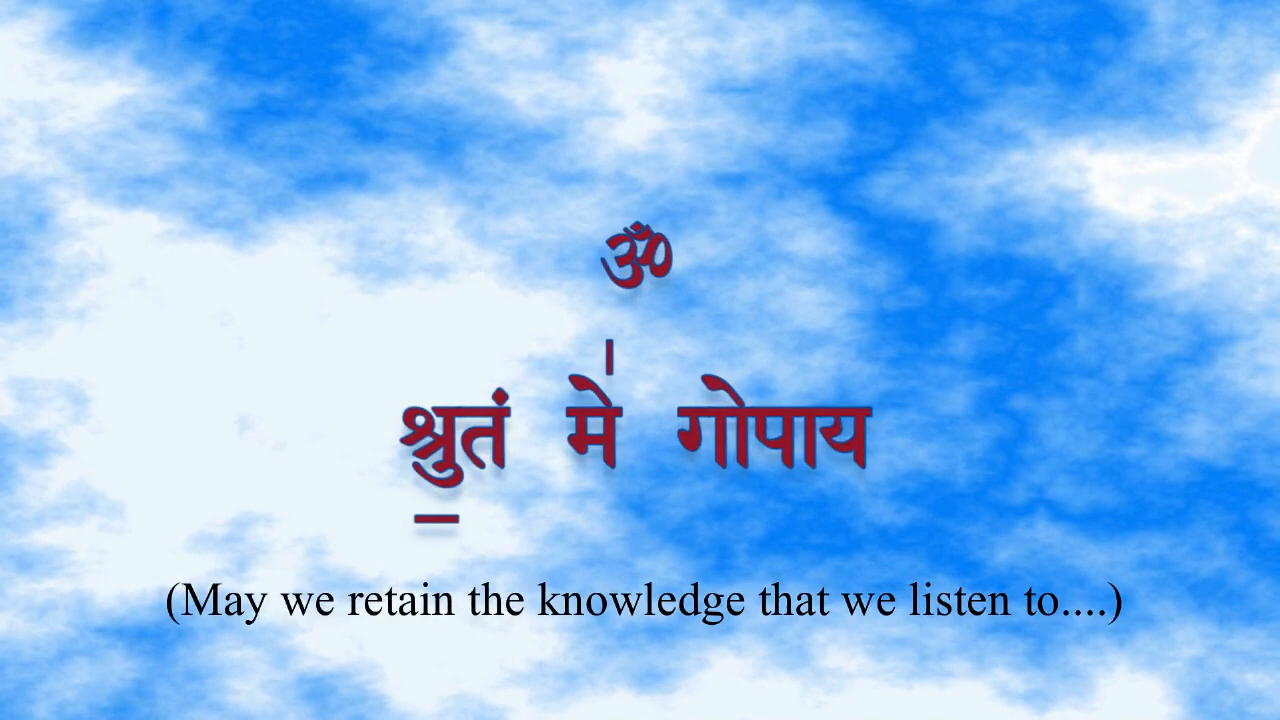 ॐ
श्रु॒तं मे॑ गोपाय
(May we retain the knowledge that we listen to....)